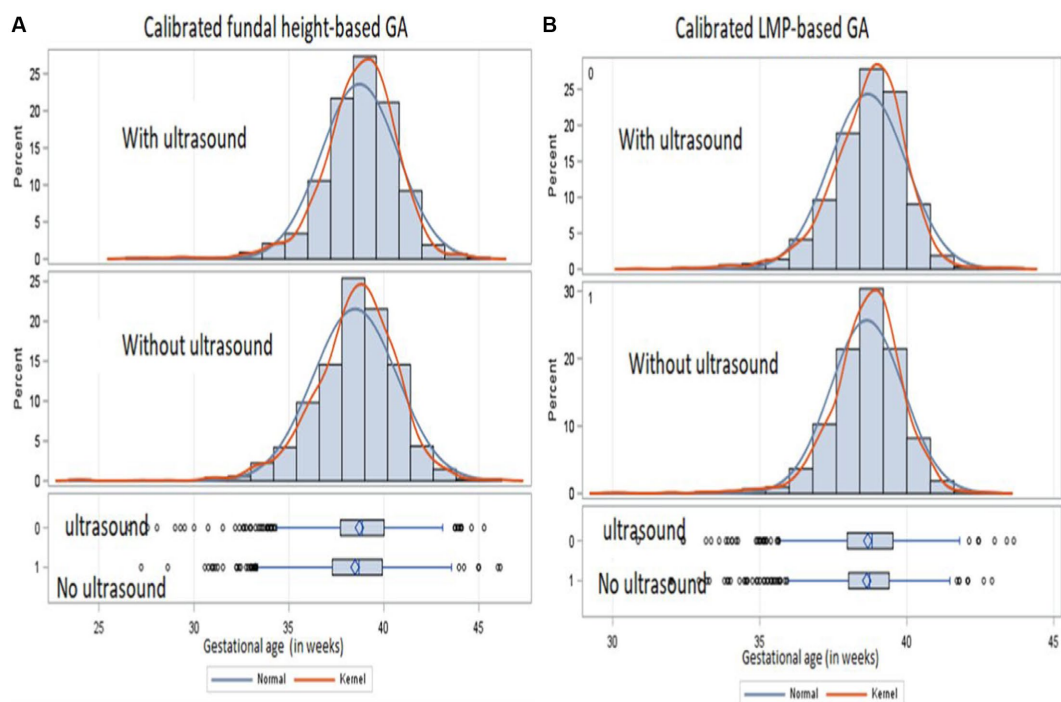 A
Calibrated fundal height-based GA
25
20
15
10
5
0
Percent
With ultrasound
25
20
15
10
5
0
Percent
Without ultrasound
0
ultrasound
1
No ultrasound
25 30 35 40 45
Gestational age (in weeks)
Normal Kernel
B
Calibrated LMP-based GA
0
25
20
15
10
5
0
Percent
With ultrasound
1
30
20
10
0
Percent
Without ultrasound
ultrasound
0
No ultrasound
1
30 35 40 45
Gestational age (in weeks)
Normal Kernel